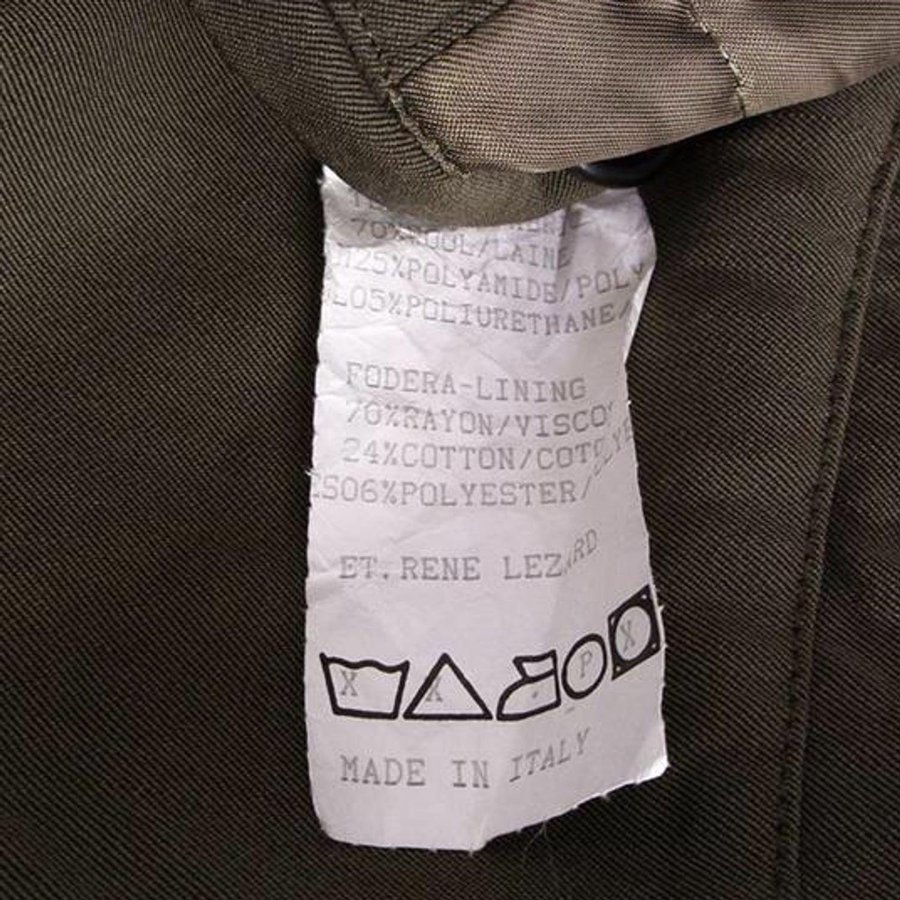 70%WOOL/LAINE
25%POLYAMIDE/POLY
05%POLIURETHANE/
FODERA-LINING
70%RAYON/VISCO
24%COTTON/COTO
S06%POLYESTER/
ET.RENE LEZARD
X X . P X
MADE IN ITALY